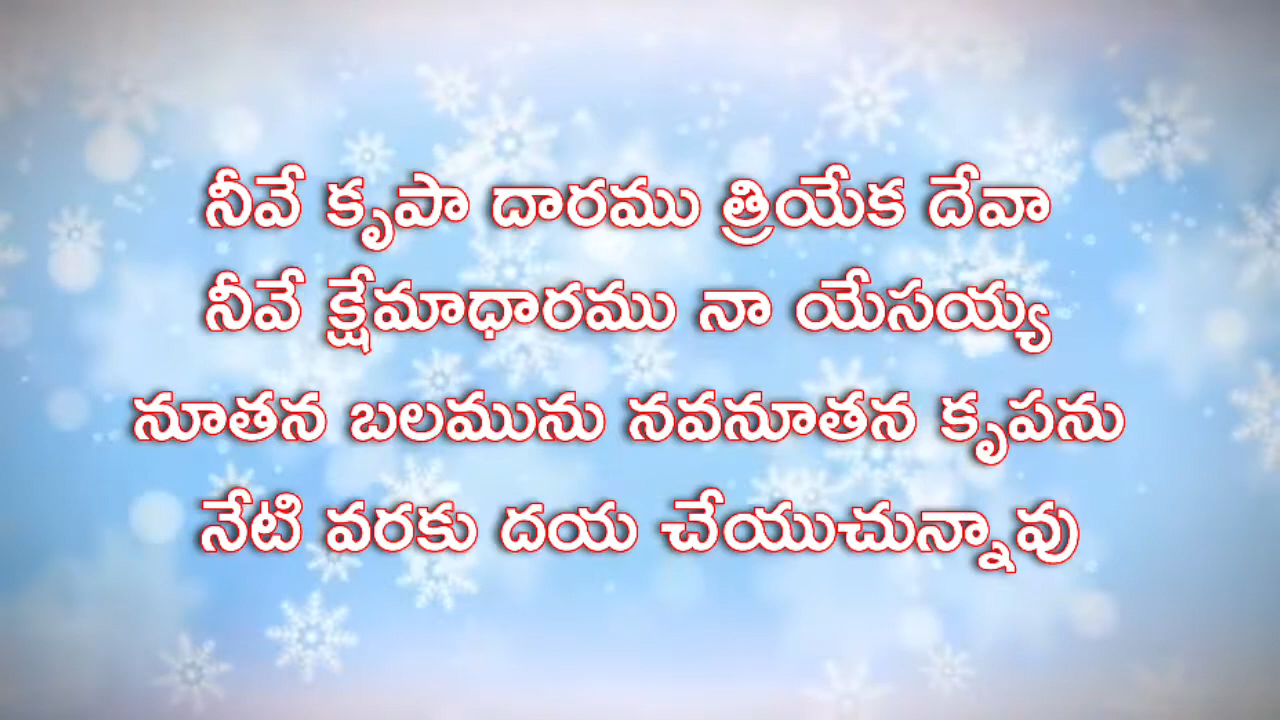 నీవే కృపా దారము త్రియేక దేవా
నీవే క్షేమాధారము నా యేసయ్య
నూతన బలమును నవనూతన కృపను
నేటి వరకు దయ చేయుచున్నావు